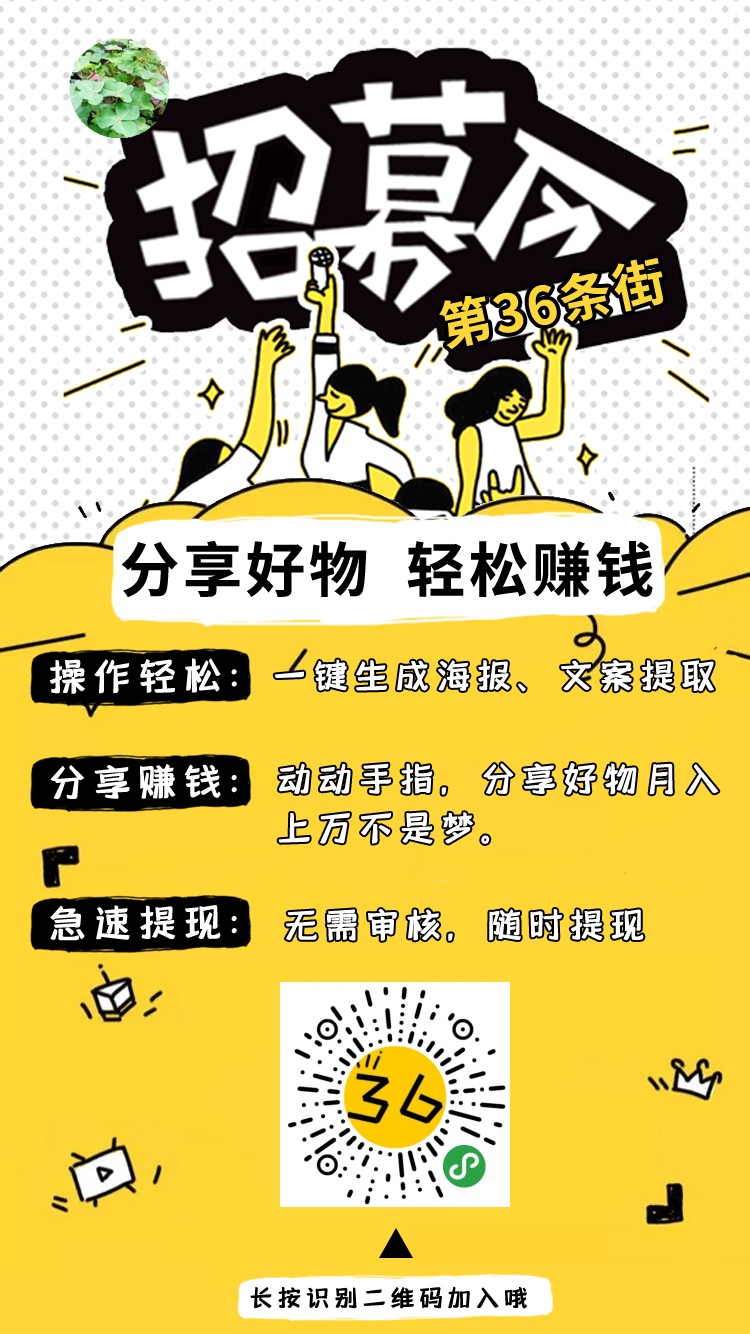 招募令
第36条街
分享好物 轻松赚钱
操作轻松: 一键生成海报、文案提取
分享赚钱: 动动手指，分享好物月入
上万不是梦。
急速提现: 无需审核，随时提现
36
长按识别二维码加入哦